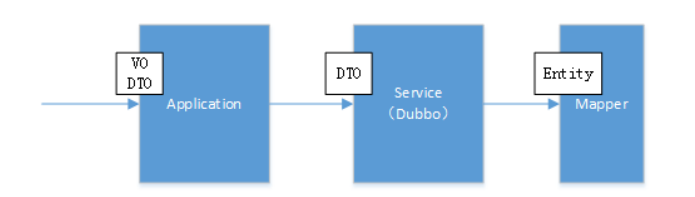 VO
DTO
Application
DTO
Service
（Dubbo）
Entity
Mapper